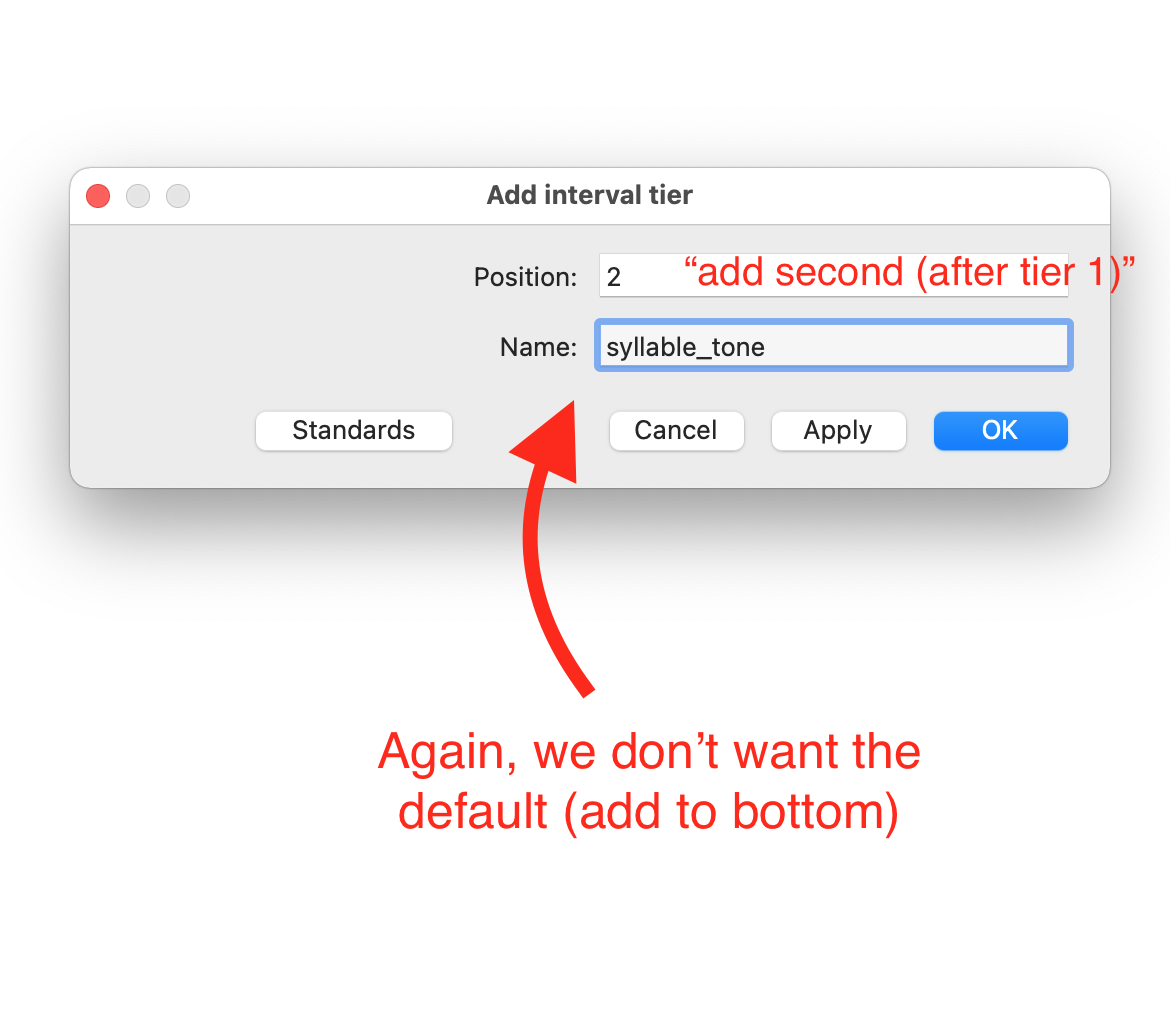 Add interval tier
Position: 2 “add second (after tier 1)”
Name: syllable_tone
Standards Cancel Apply OK
Again, we don’t want the
default (add to bottom)